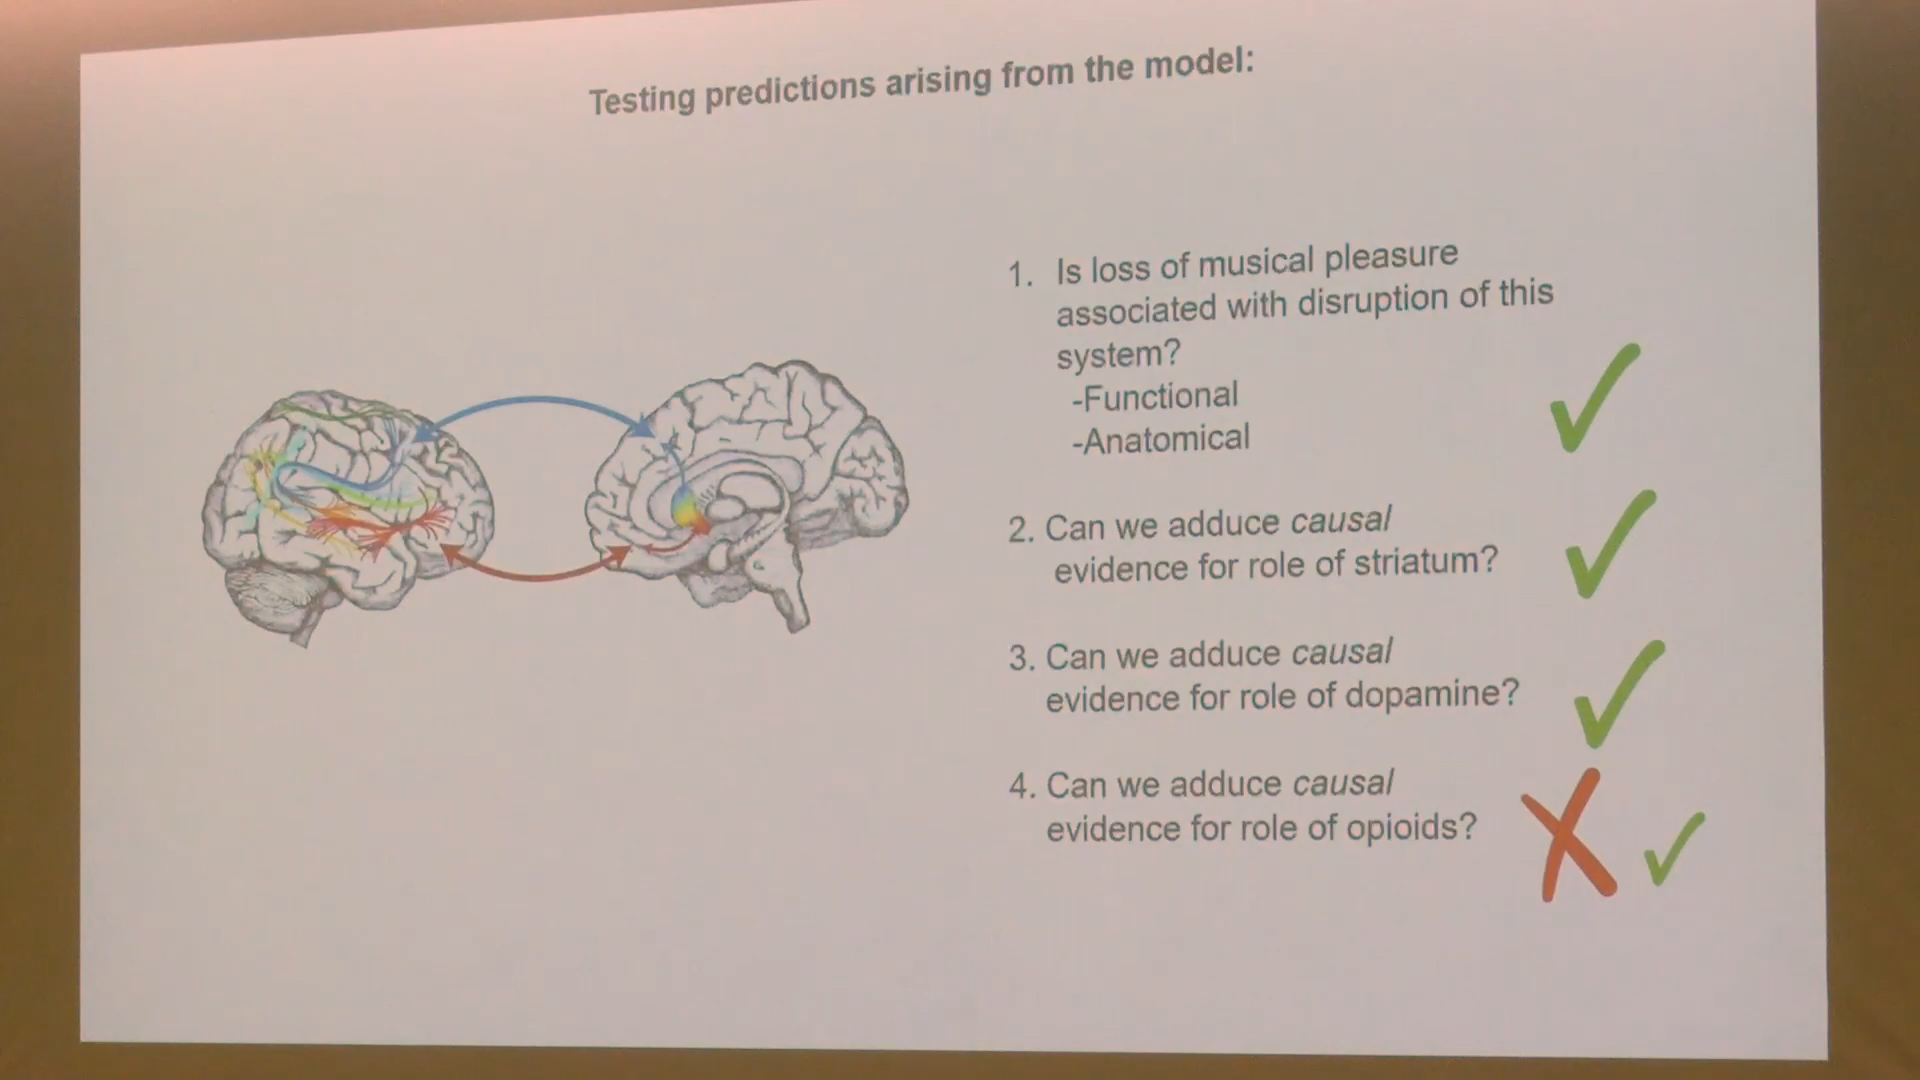 Testing predictions arising from the model:
1. Is loss of musical pleasure
associated with disruption of this
system?
-Functional
-Anatomical
2. Can we adduce causal
evidence for role of striatum?
3. Can we adduce causal
evidence for role of dopamine?
4. Can we adduce causal
evidence for role of opioids?